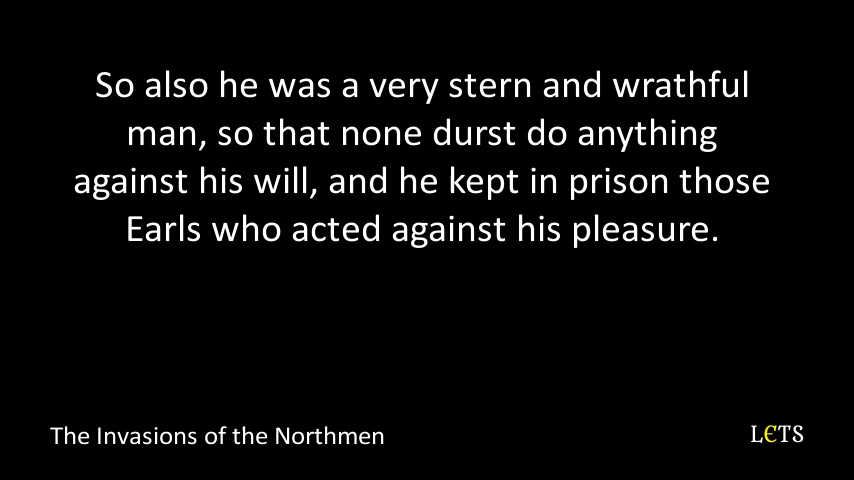 So also he was a very stern and wrathful
man, so that none durst do anything
against his will, and he kept in prison those
Earls who acted against his pleasure.
The Invasions of the Northmen
LЄTS